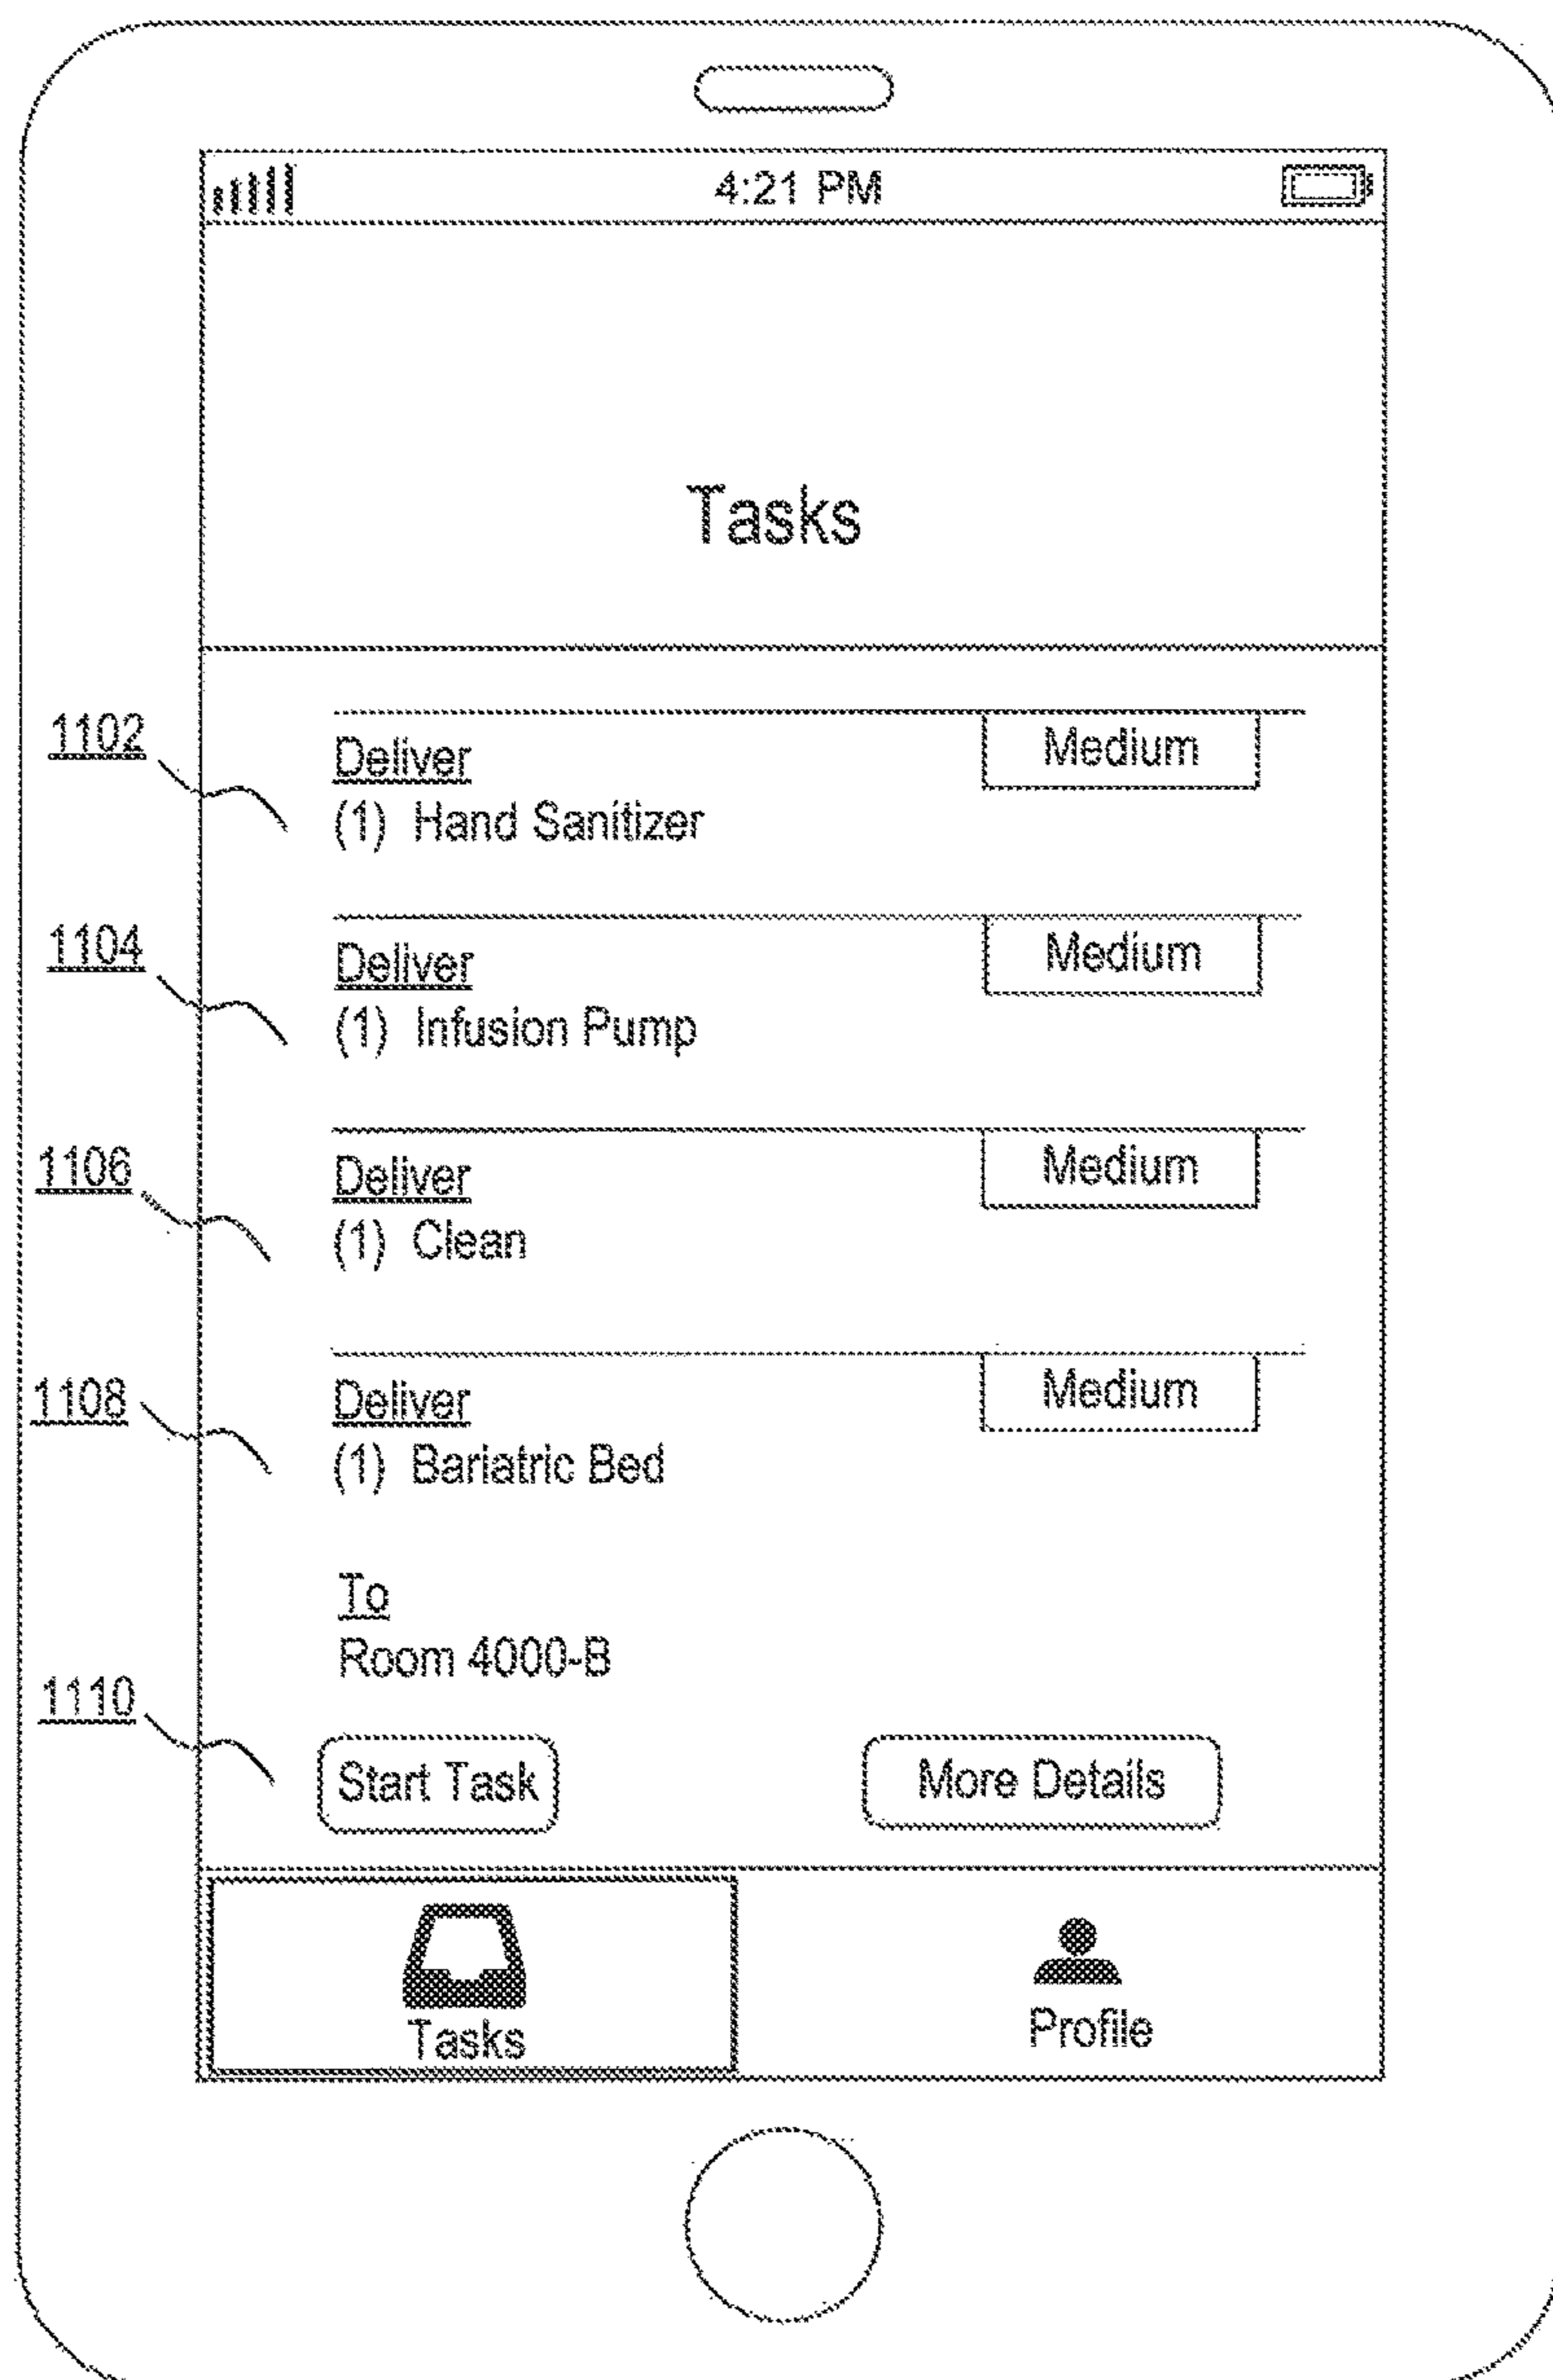 4:21 PM
Tasks
1102
Deliver
Medium
(1) Hand Sanitizer
1104
Deliver
Medium
(1) Infusion Pump
1106
Deliver
Medium
(1) Clean
1108
Deliver
Medium
(1) Bariatric Bed
To
Room 4000-B
1110
Start Task
More Details
Tasks
Profile